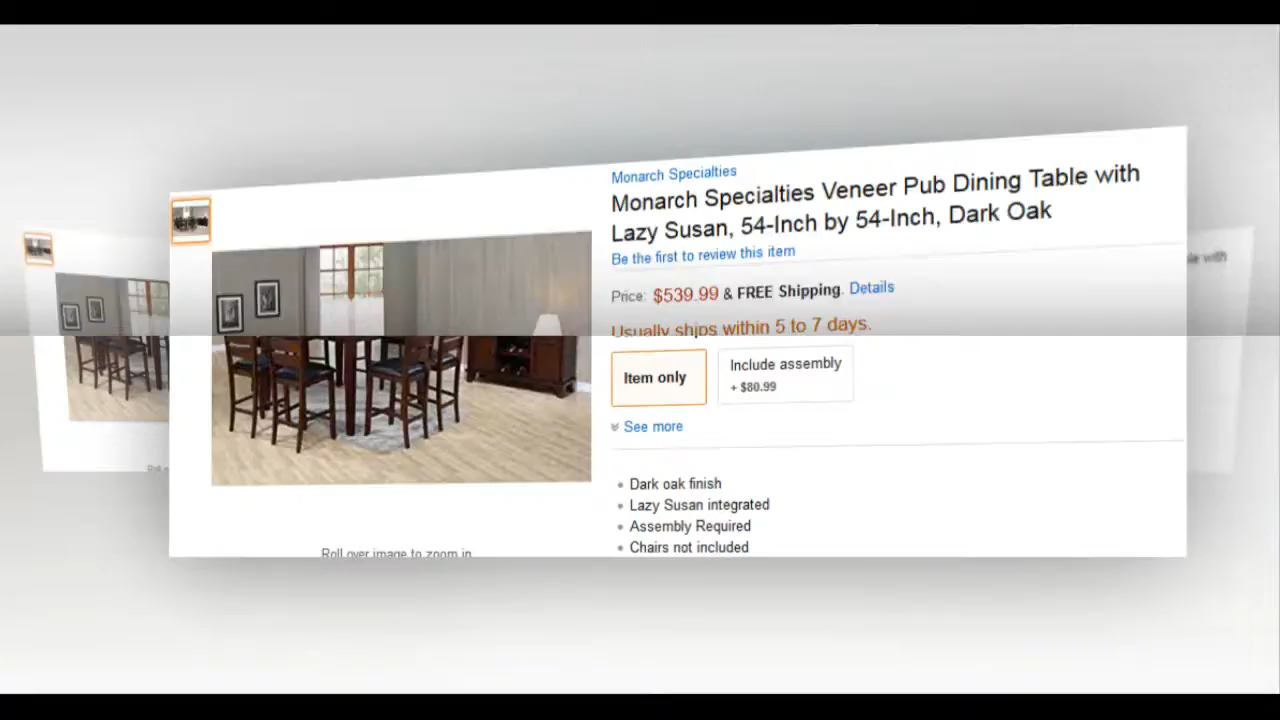 Monarch Specialties
Monarch Specialties Veneer Pub Dining Table with
Lazy Susan, 54-Inch by 54-Inch, Dark Oak
Be the first to review this item
Price: $539.99 & FREE Shipping. Details
Usually ships within 5 to 7 days.
Item only
Include assembly
+ $80.99
See more
Dark oak finish
Lazy Susan integrated
Assembly Required
Chairs not included
Roll over image to zoom in
with